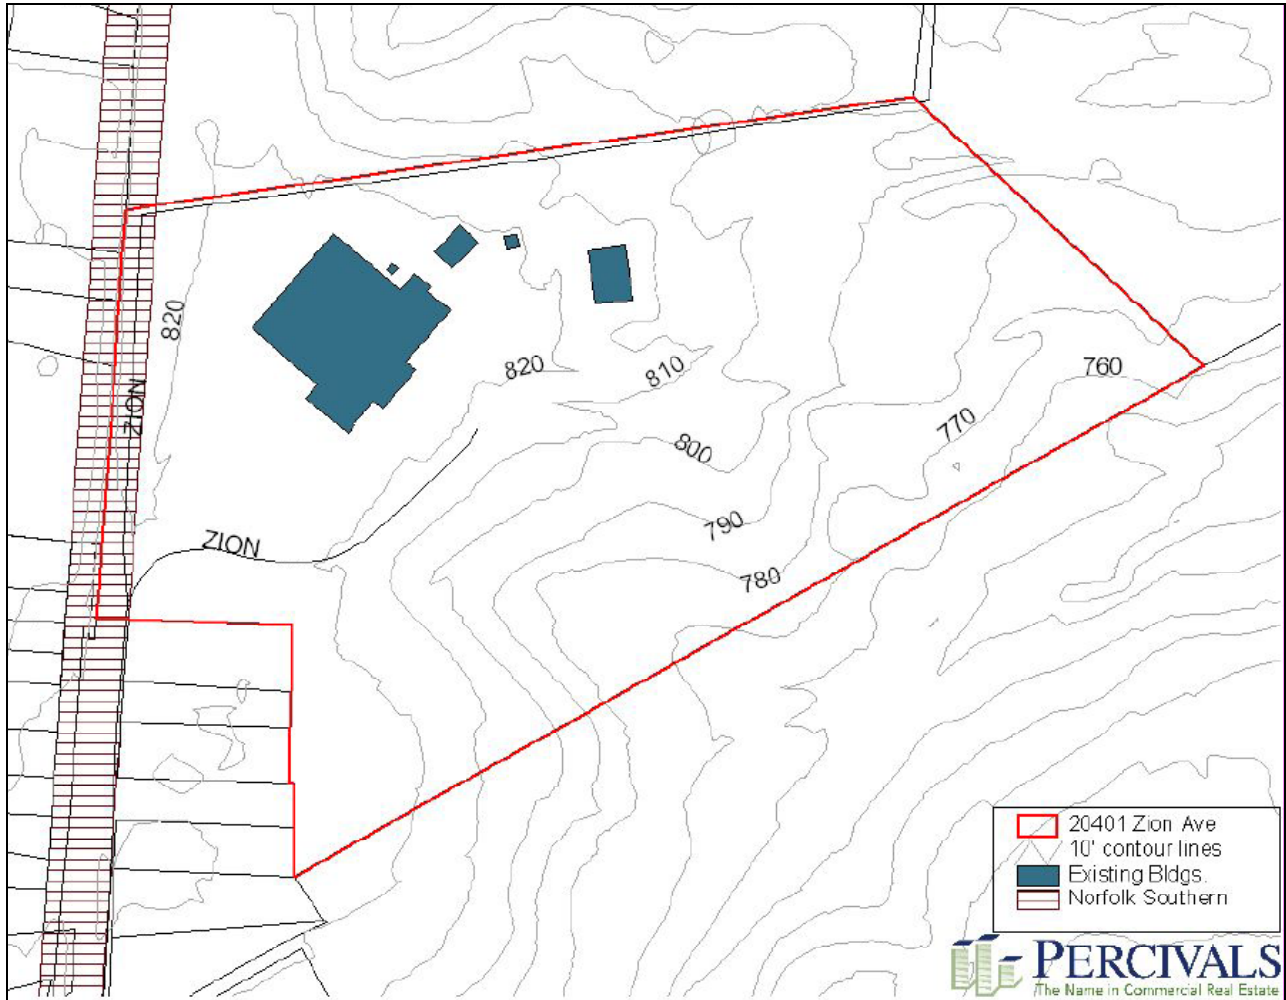 820
ZION
820
810
760
770
800
790
ZION
780
20401 Zion Ave
10' contour lines
Existing Bldgs.
Norfolk Southern
PERCIVALS
The Name in Commercial Real Estate